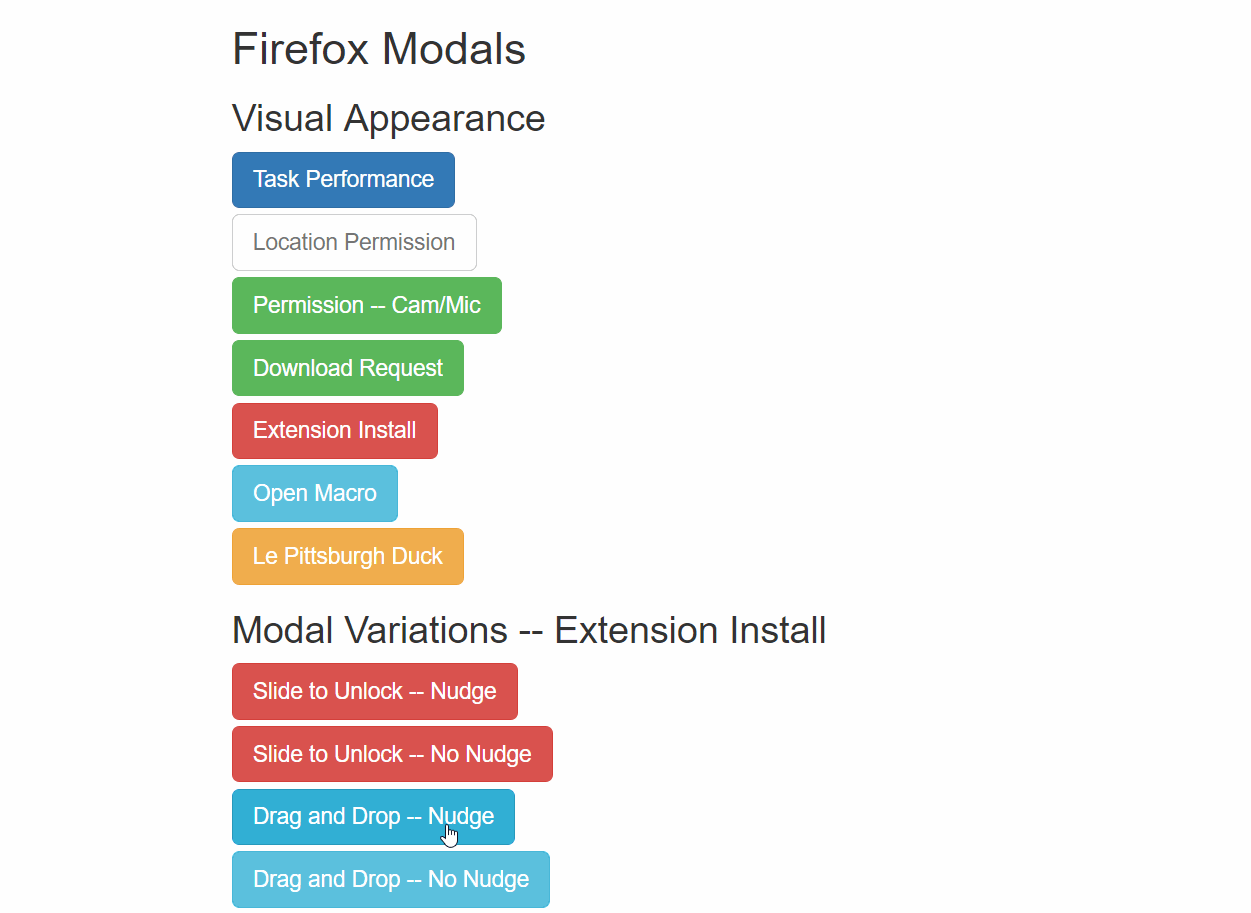 Firefox Modals
Visual Appearance
Task Performance
Location Permission
Permission -- Cam/Mic
Download Request
Extension Install
Open Macro
Le Pittsburgh Duck
Modal Variations -- Extension Install
Slide to Unlock -- Nudge
Slide to Unlock -- No Nudge
Drag and Drop -- Nudge
Drag and Drop -- No Nudge